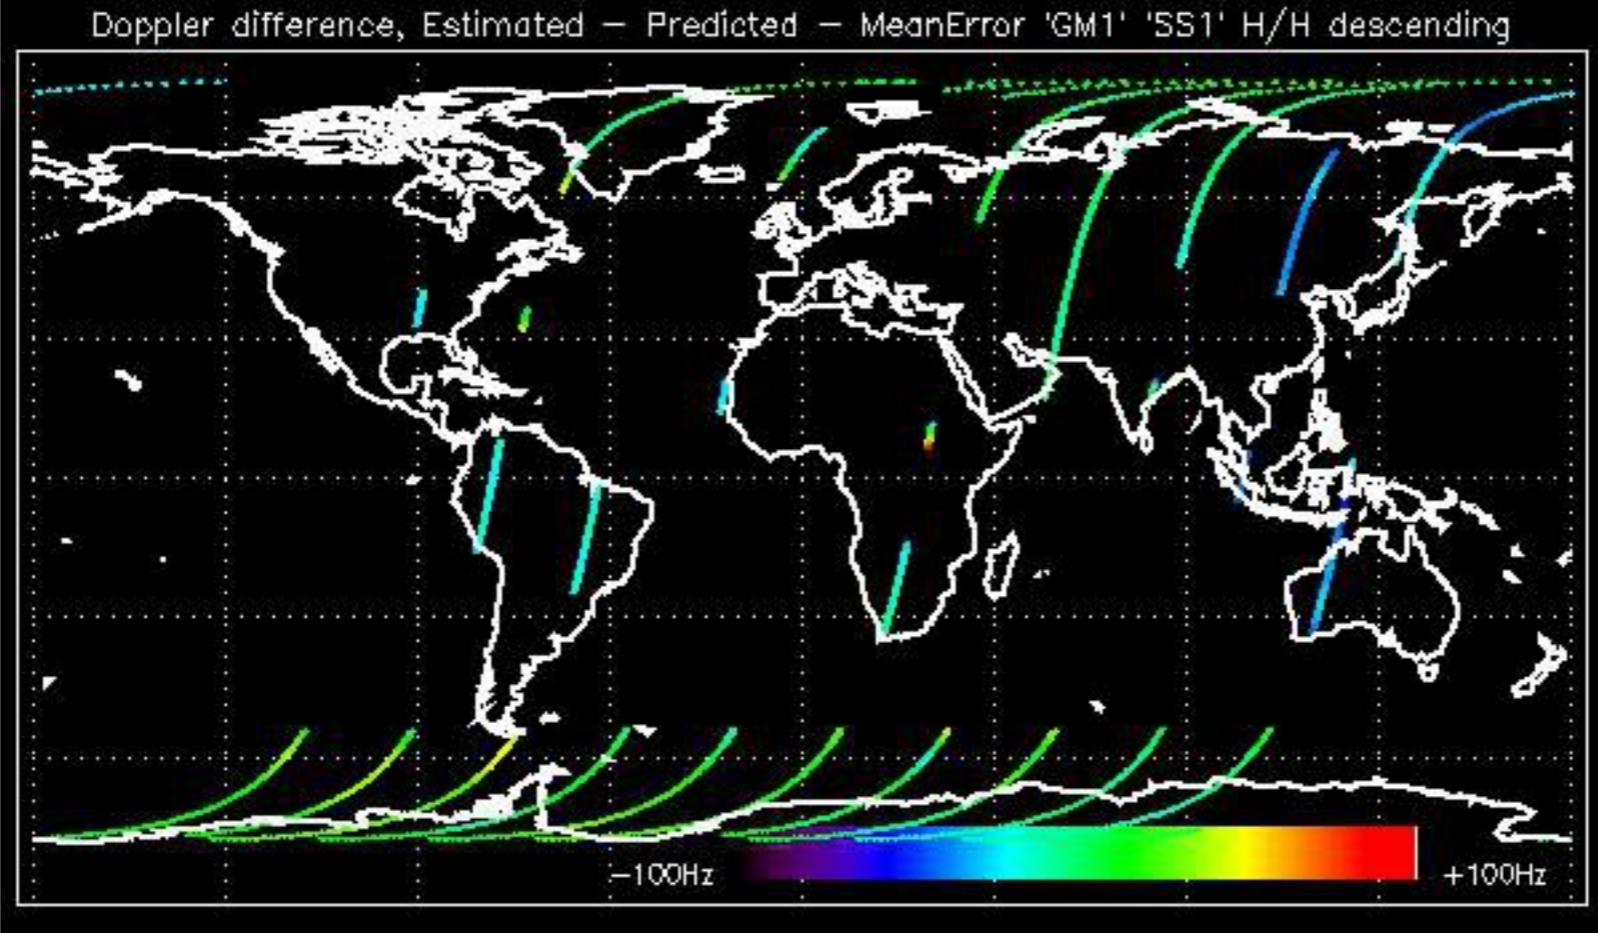 Doppler difference, Estimated — Predicted — MeanError 'GM1' 'SS1' H/H descending
−100Hz +100Hz